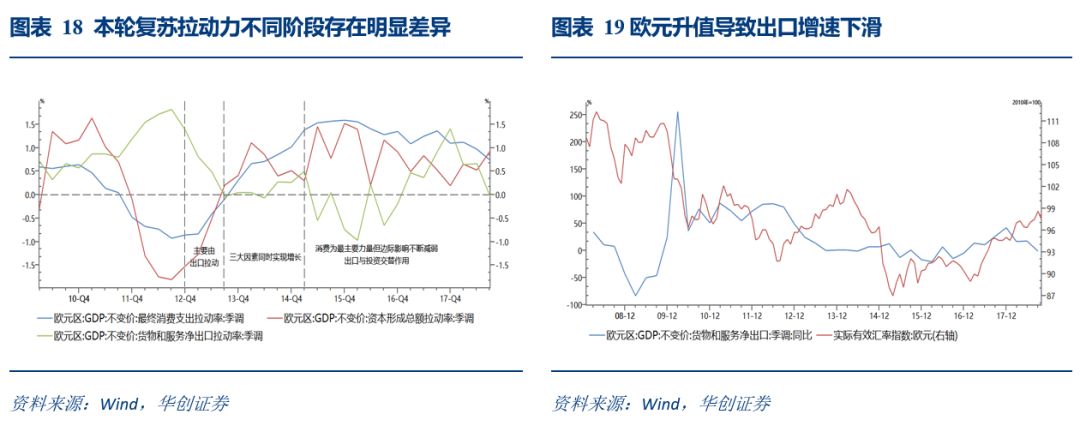 图表 18 本轮复苏拉动力不同阶段存在明显差异
%
%
1.5
1.0
0.5
0.0
-0.5
-1.0
-1.5
1.5
1.0
0.5
0.0
-0.5
-1.0
-1.5
主要由
出口拉动
三大因素同时实现增长
消费为最主要力最但边际影响不断减弱
出口与投资交替作用
10-Q4 11-Q4 12-Q4 13-Q4 14-Q4 15-Q4 16-Q4 17-Q4
欧元区:GDP:不变价:最终消费支出拉动率:季调 欧元区:GDP:不变价:资本形成总额拉动率:季调
欧元区:GDP:不变价:货物和服务净出口拉动率:季调
资料来源：Wind，华创证券
图表 19 欧元升值导致出口增速下滑
%
2010年=100
250
200
150
100
50
0
-50
-100
111
108
105
102
99
96
93
90
87
08-12 09-12 10-12 11-12 12-12 13-12 14-12 15-12 16-12 17-12
欧元区:GDP:不变价:货物和服务净出口:季调:同比 实际有效汇率指数:欧元(右轴)
资料来源：Wind，华创证券